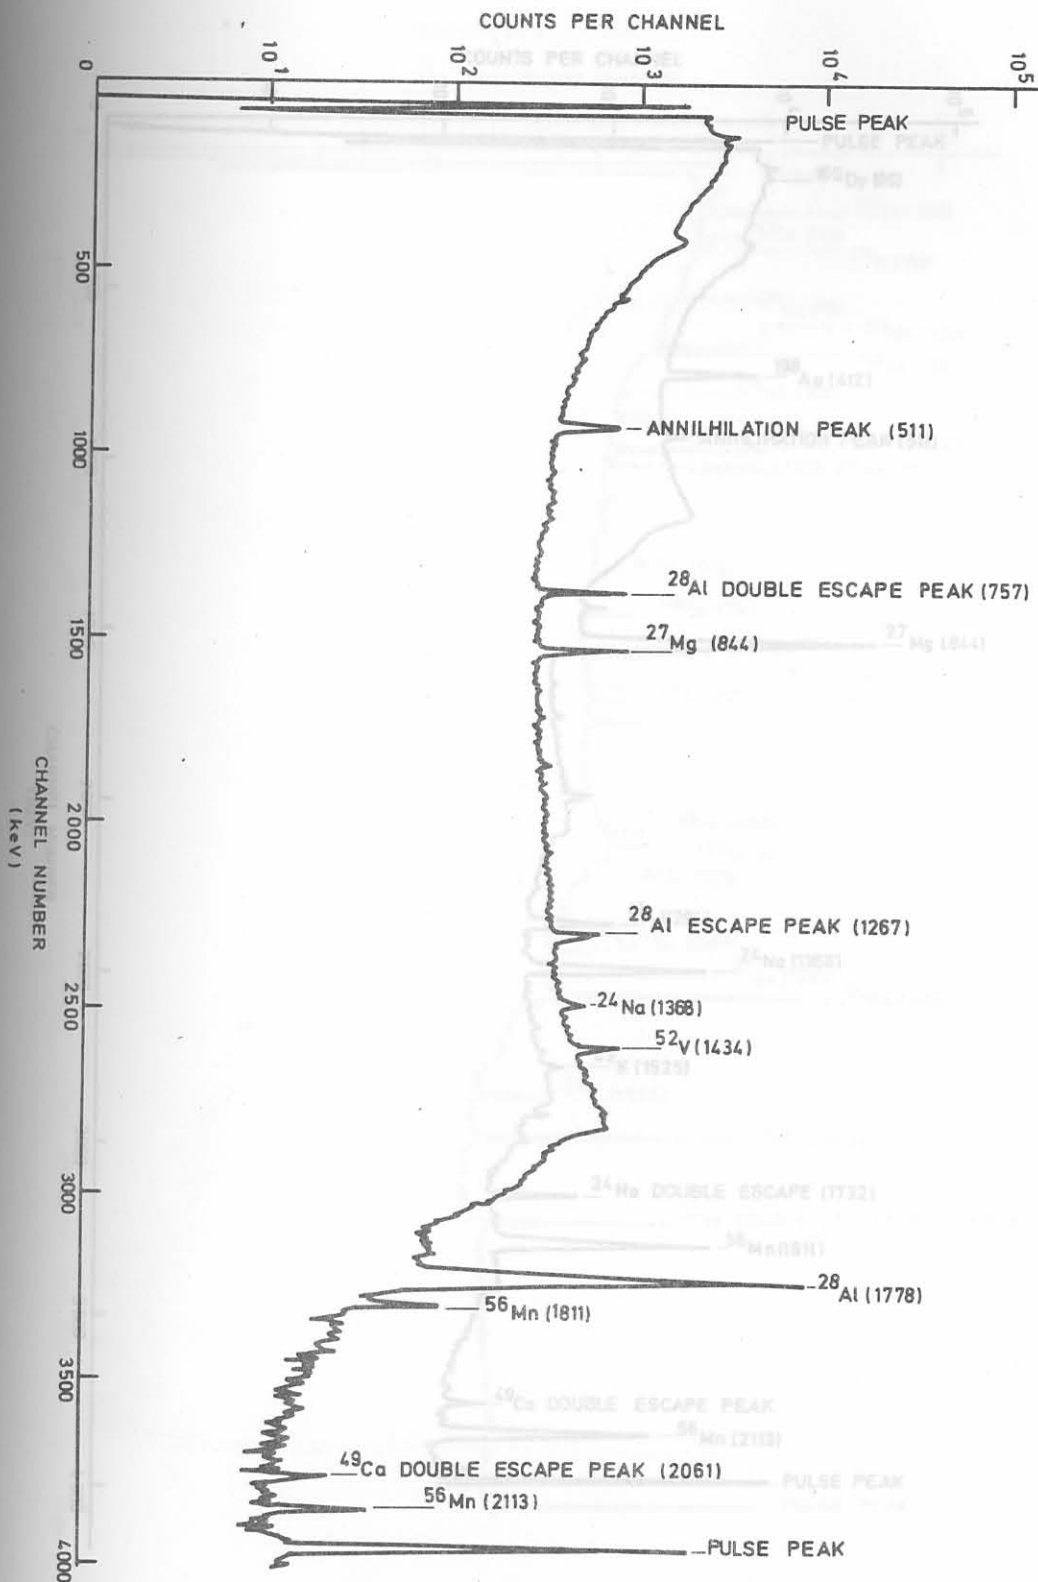 COUNTS PER CHANNEL
0
10¹
10²
10³
10⁴
10⁵
PULSE PEAK
500
ANNILHILATION PEAK (511)
1000
²⁸Al DOUBLE ESCAPE PEAK (757)
1500
²⁷Mg (844)
CHANNEL NUMBER
(keV)
2000
²⁸Al ESCAPE PEAK (1267)
2500
²⁴Na (1368)
⁵²V (1434)
3000
²⁸Al (1778)
⁵⁶Mn (1811)
3500
⁴⁹Ca DOUBLE ESCAPE PEAK (2061)
⁵⁶Mn (2113)
PULSE PEAK
4000